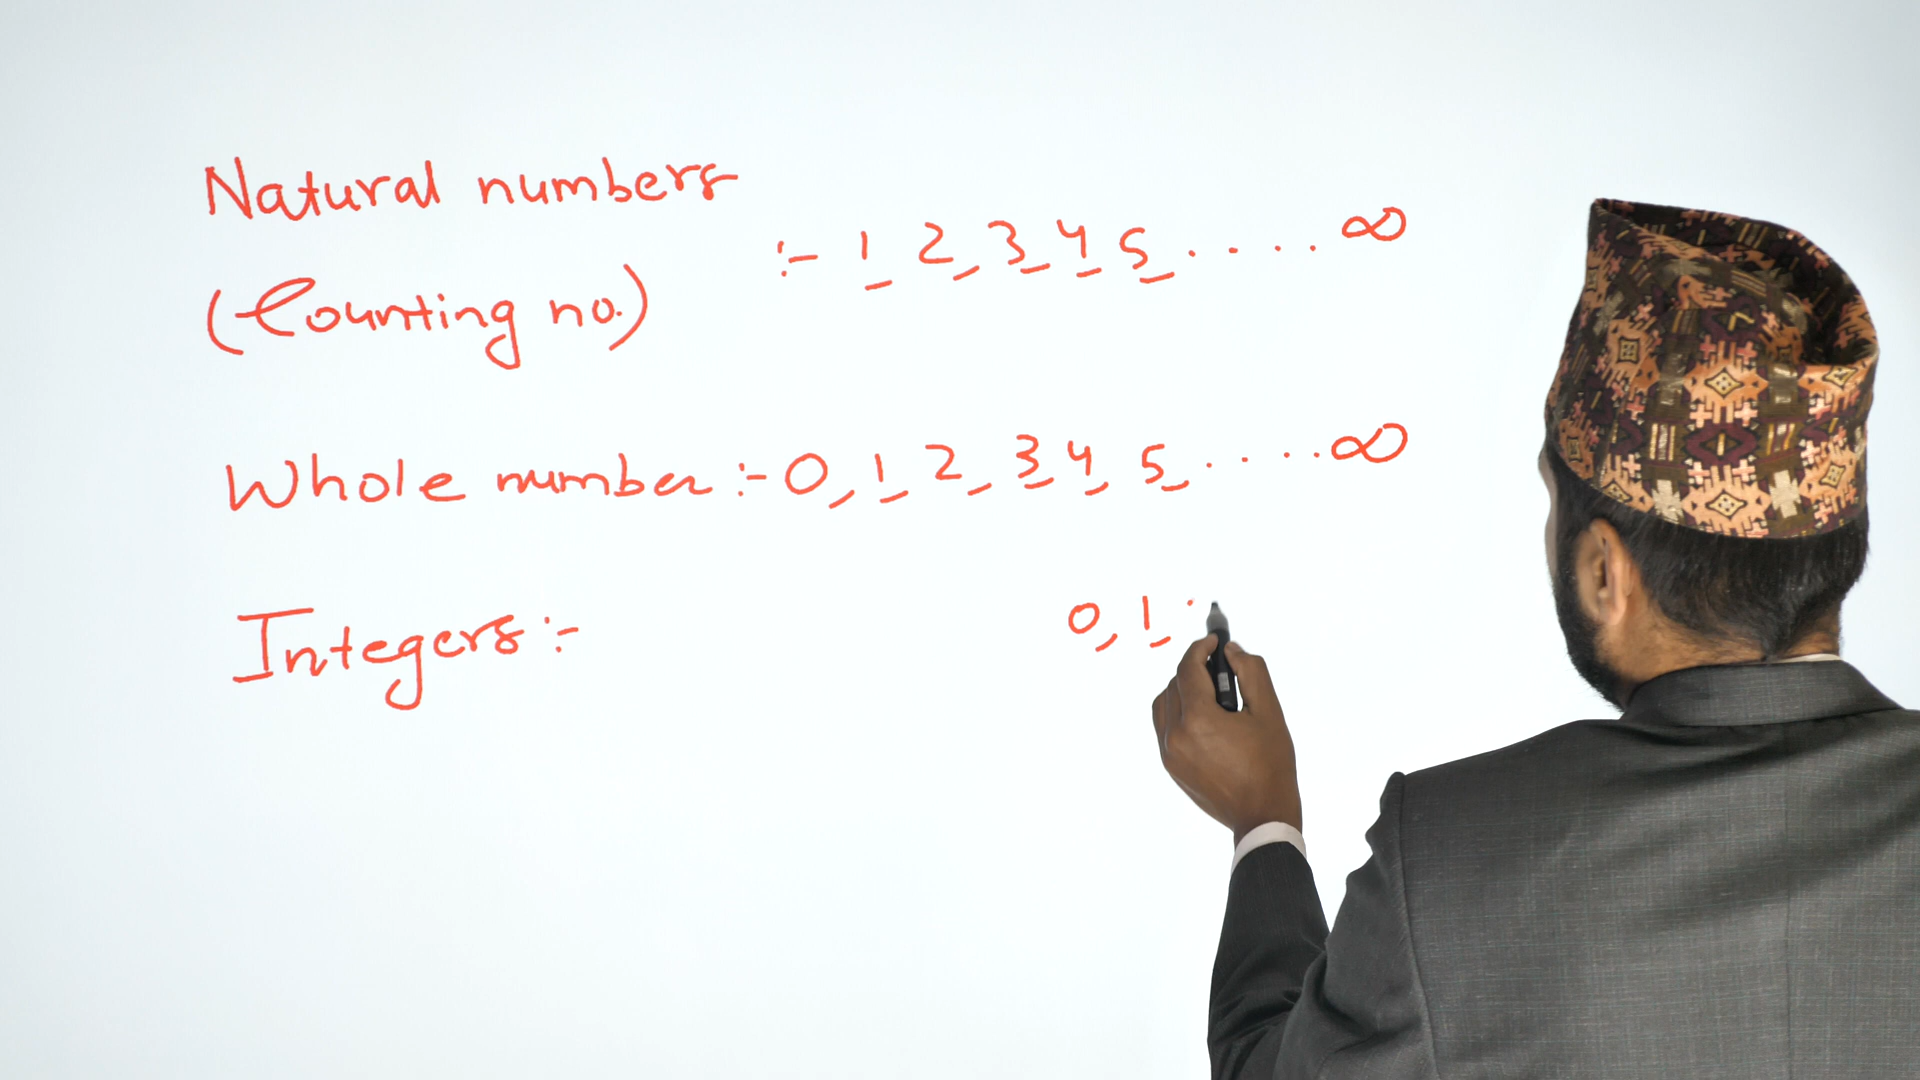 Natural numbers
(Counting no.) :- 1, 2, 3, 4, 5, . . . . ∞
Whole number :- 0, 1, 2, 3, 4, 5, . . . . ∞
Integers :- 0, 1,